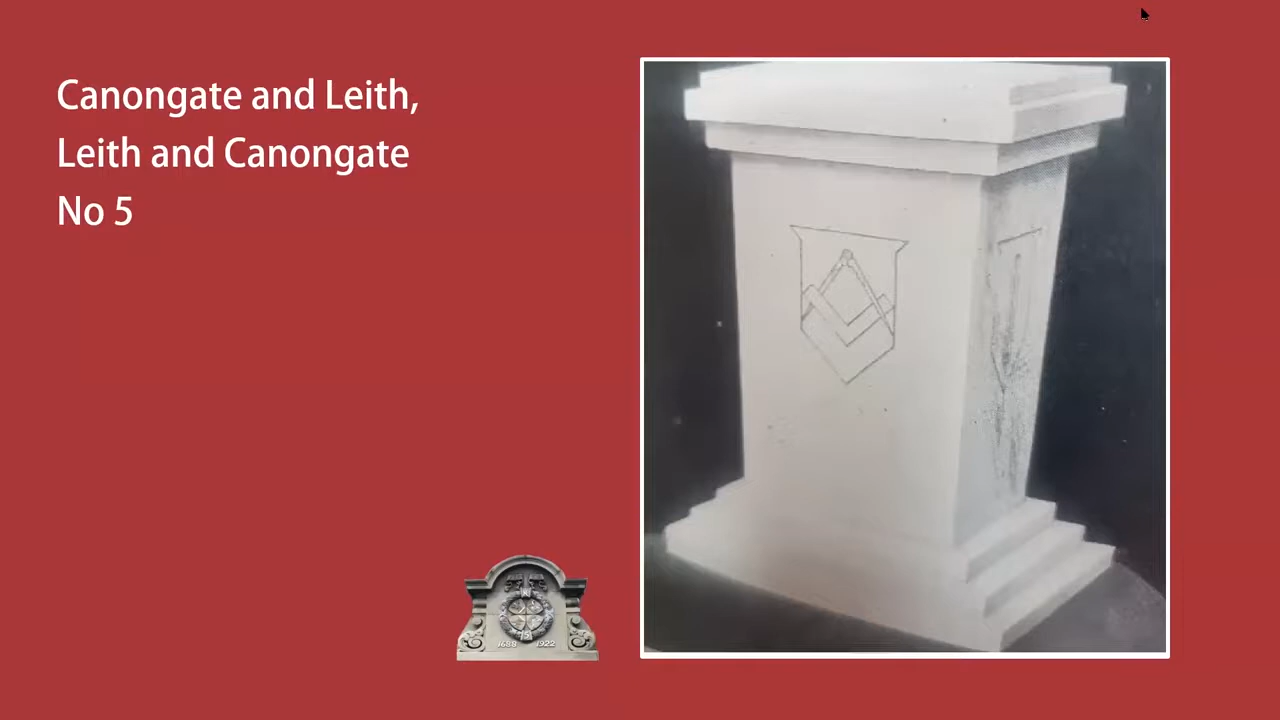 Canongate and Leith,
Leith and Canongate
No 5
1688 1922